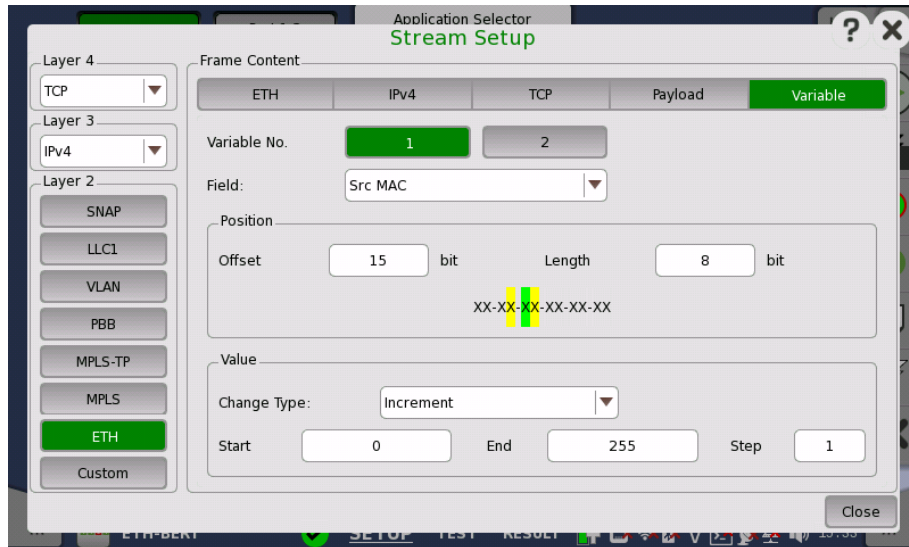 Application Selector
Stream Setup
? X
Layer 4
TCP
Layer 3
IPv4
Layer 2
SNAP
LLC1
VLAN
PBB
MPLS-TP
MPLS
ETH
Custom
Frame Content
ETH IPv4 TCP Payload Variable
Variable No. 1 2
Field: Src MAC
Position
Offset 15 bit Length 8 bit
XX-XX-XX-XX-XX-XX
Value
Change Type: Increment
Start 0 End 255 Step 1
Close
ETH-BERT SETUP TEST RESULT